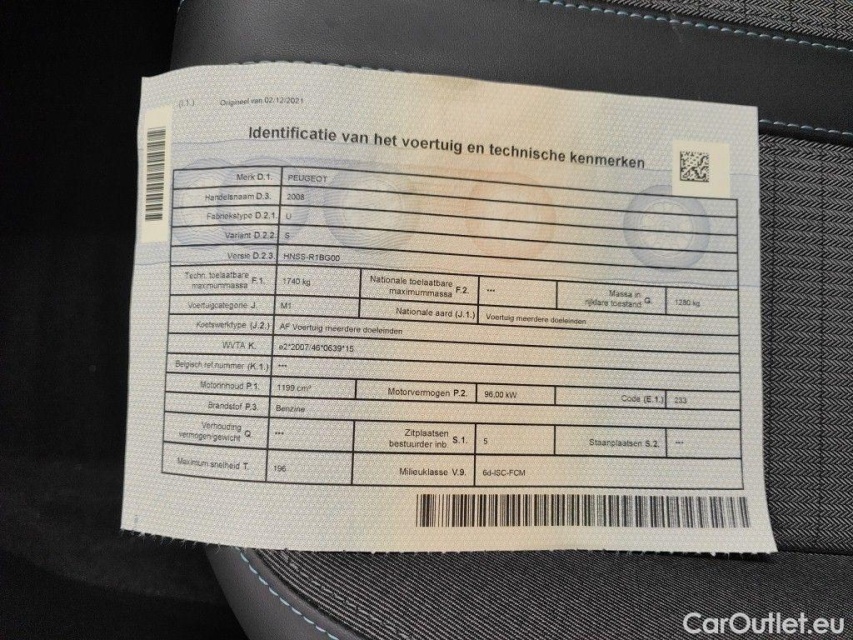 (I.1.) Origineel van 02/12/2021
Identificatie van het voertuig en technische kenmerken
Merk D.1. PEUGEOT
Handelsnaam D.3. 2008
Fabriekstype D.2.1. U
Variant D.2.2. S
Versie D.2.3. HNSS-R1BG00
Techn. toelaatbare maximummassa F.1. 1740 kg Nationale toelaatbare maximummassa F.2. --- Massa in rijklare toestand G. 1280 kg
Voertuigcategorie J. M1 Nationale aard (J.1.) Voertuig meerdere doeleinden
Koetswerktype (J.2.) AF Voertuig meerdere doeleinden
WVTA K. e2*2007/46*0639*15
Belgisch ref.nummer (K.1.) ---
Motorinhoud P.1. 1199 cm³ Motorvermogen P.2. 96,00 kW Code (E.1.) 233
Brandstof P.3. Benzine
Verhouding vermogen/gewicht Q. --- Zitplaatsen bestuurder inb. S.1. 5 Staanplaatsen S.2. ---
Maximum snelheid T. 196 Milieuklasse V.9. 6d-ISC-FCM
CarOutlet.eu